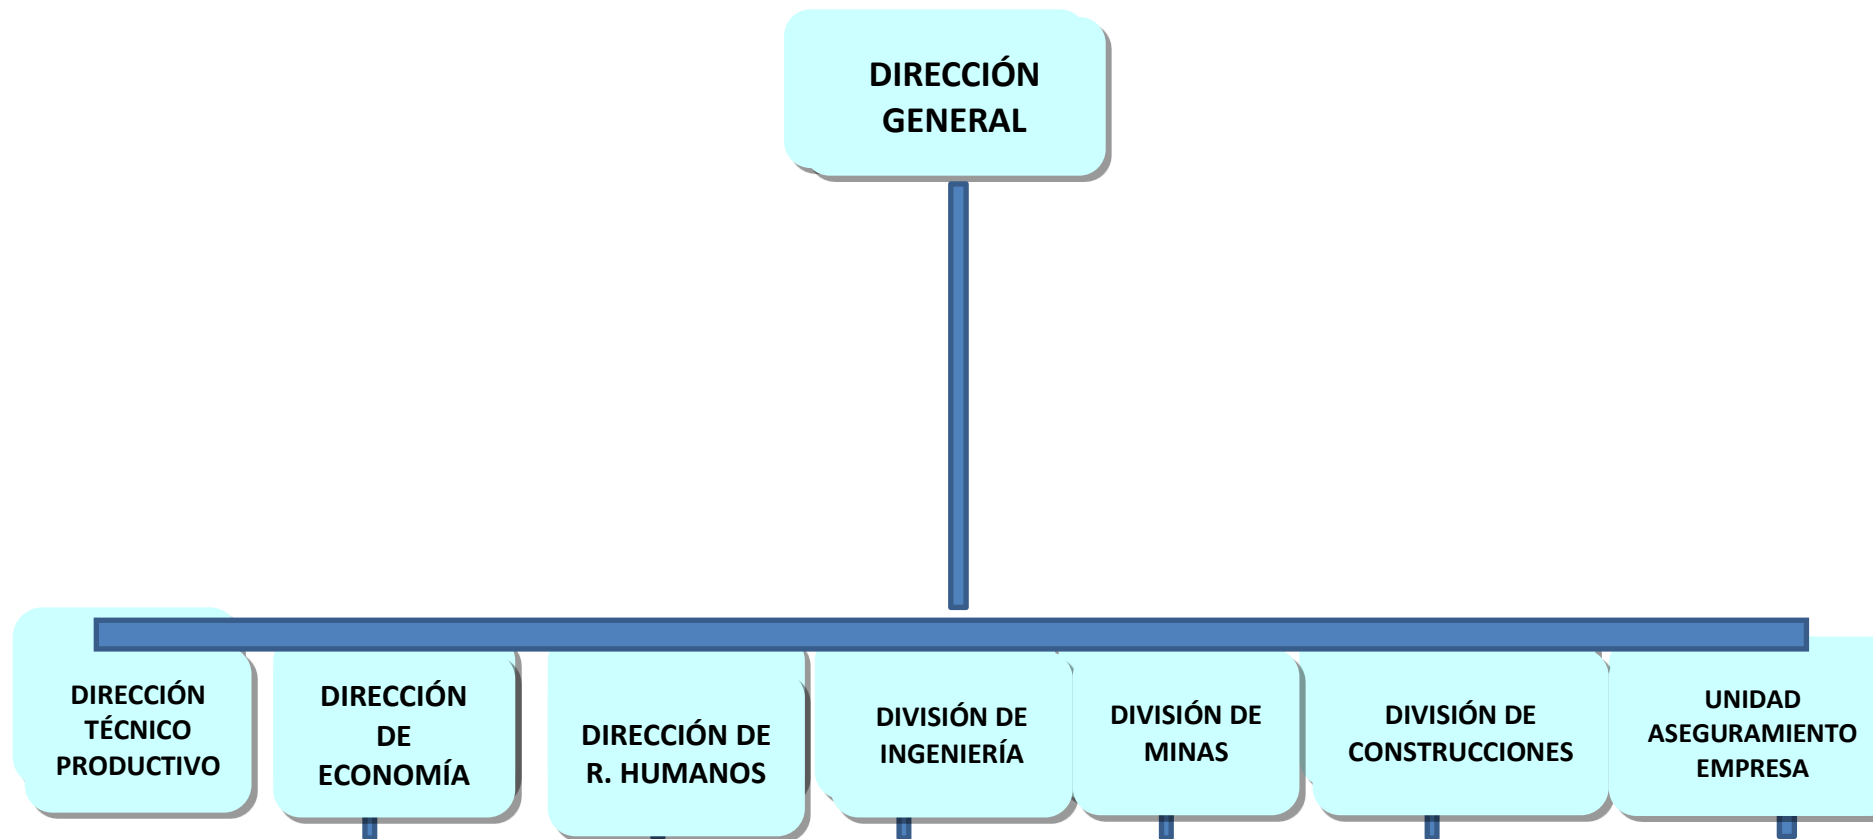 DIRECCIÓN
GENERAL
DIRECCIÓN
TÉCNICO
PRODUCTIVO
DIRECCIÓN
DE
ECONOMÍA
DIRECCIÓN DE
R. HUMANOS
DIVISIÓN DE
INGENIERÍA
DIVISIÓN DE
MINAS
DIVISIÓN DE
CONSTRUCCIONES
UNIDAD
ASEGURAMIENTO
EMPRESA